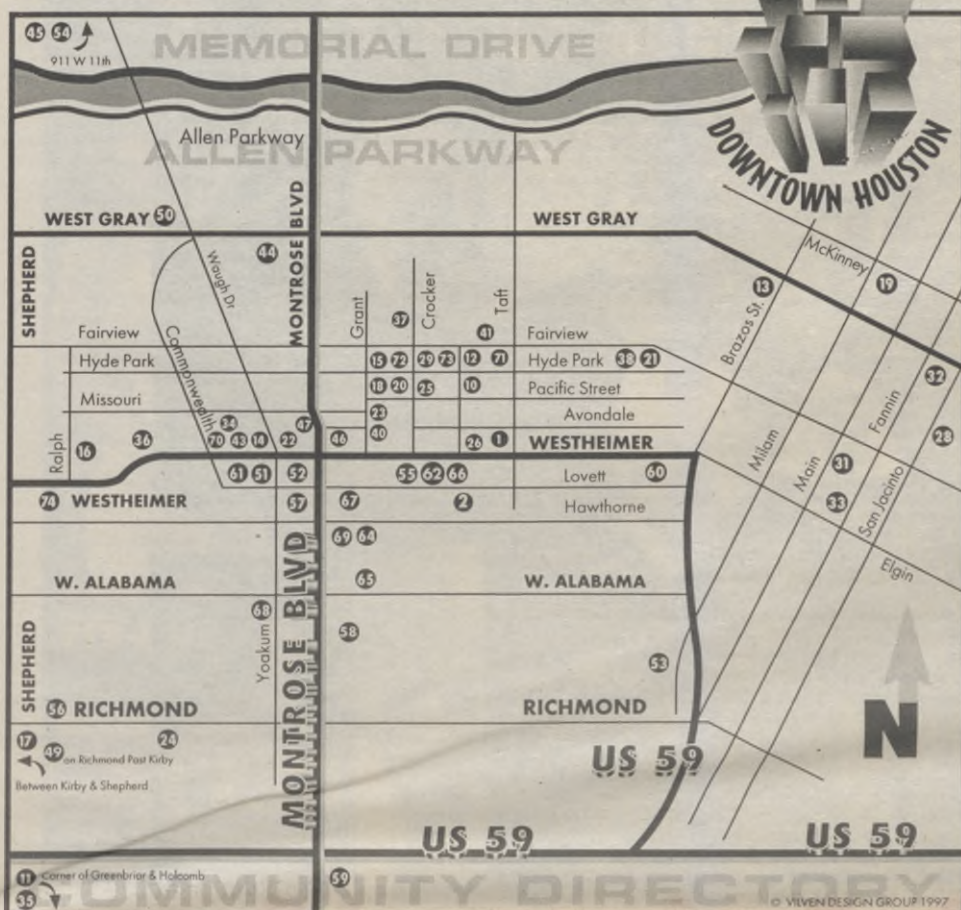 45 54
911 W 11th
MEMORIAL DRIVE
DOWNTOWN HOUSTON
Allen Parkway
ALLEN PARKWAY
WEST GRAY 50
MONTROSE BLVD
WEST GRAY
SHEPHERD
44
Waugh Dr
McKinney
13
19
Grant
37
Crocker
41
Taft
Brazos St.
Fairview
Fairview
Commonwealth
Hyde Park
15 72 29 73 12 71
Hyde Park 38 21
32
18 20 25 10
Pacific Street
Missouri
23
Avondale
Fannin
34
47
Ralph
16
36
70 43 14 22 46 40
26 1
WESTHEIMER
28
Milam
Main
31
61 51 52
55 62 66
Lovett
60
San Jacinto
74 WESTHEIMER
57
67
2
Hawthorne
33
69 64
Elgin
W. ALABAMA
65
W. ALABAMA
68
Yoakum
MONTROSE BLVD
58
53
SHEPHERD
56 RICHMOND
RICHMOND
N
17
49 on Richmond Past Kirby
24
Between Kirby & Shepherd
US 59
US 59
US 59
11 Corner of Greenbriar & Holcomb
35
59
COMMUNITY DIRECTORY
© VILVEN DESIGN GROUP 1997